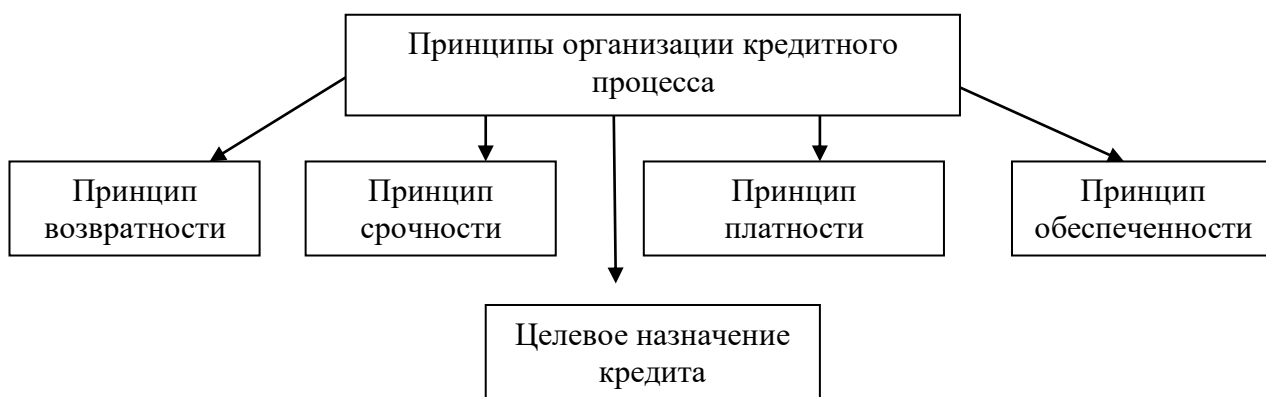 Принципы организации кредитного
процесса
Принцип
возвратности
Принцип
срочности
Принцип
платности
Принцип
обеспеченности
Целевое назначение
кредита